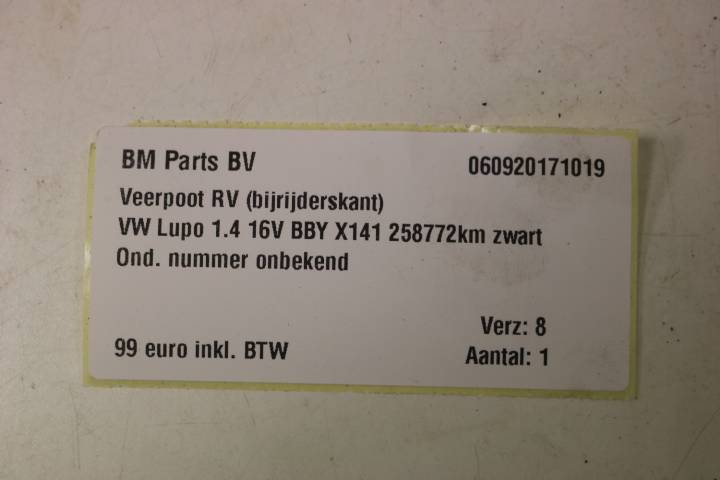 BM Parts BV 060920171019
Veerpoot RV (bijrijderskant)
VW Lupo 1.4 16V BBY X141 258772km zwart
Ond. nummer onbekend
Verz: 8
99 euro inkl. BTW Aantal: 1